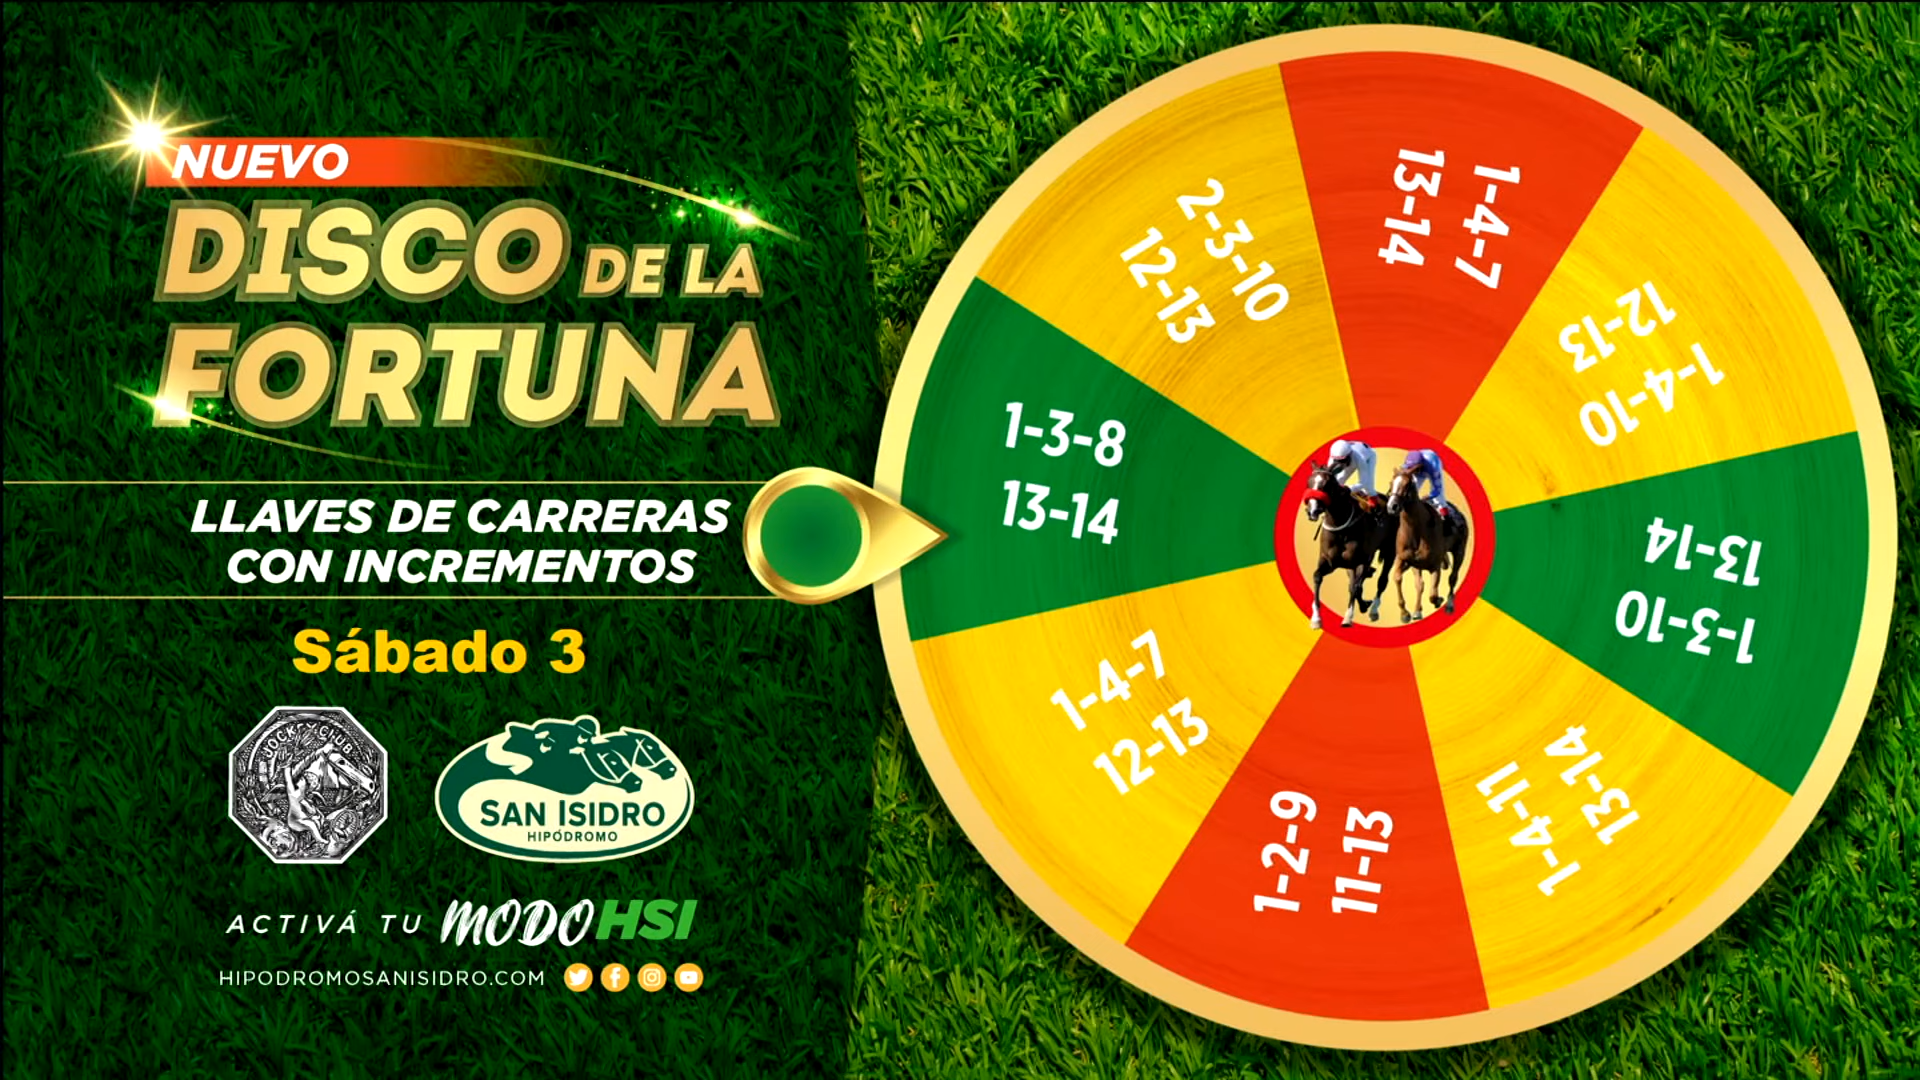 NUEVO
DISCO DE LA
FORTUNA
LLAVES DE CARRERAS
CON INCREMENTOS
Sábado 3
JOCKEY CLUB
SAN ISIDRO
HIPÓDROMO
ACTIVÁ TU MODO HSI
HIPODROMOSANISIDRO.COM
1-3-8
13-14
2-3-10
12-13
1-4-7
13-14
12-13
1-4-10
13-14
1-3-10
13-14
1-4-11
1-2-9
11-13
1-4-7
12-13